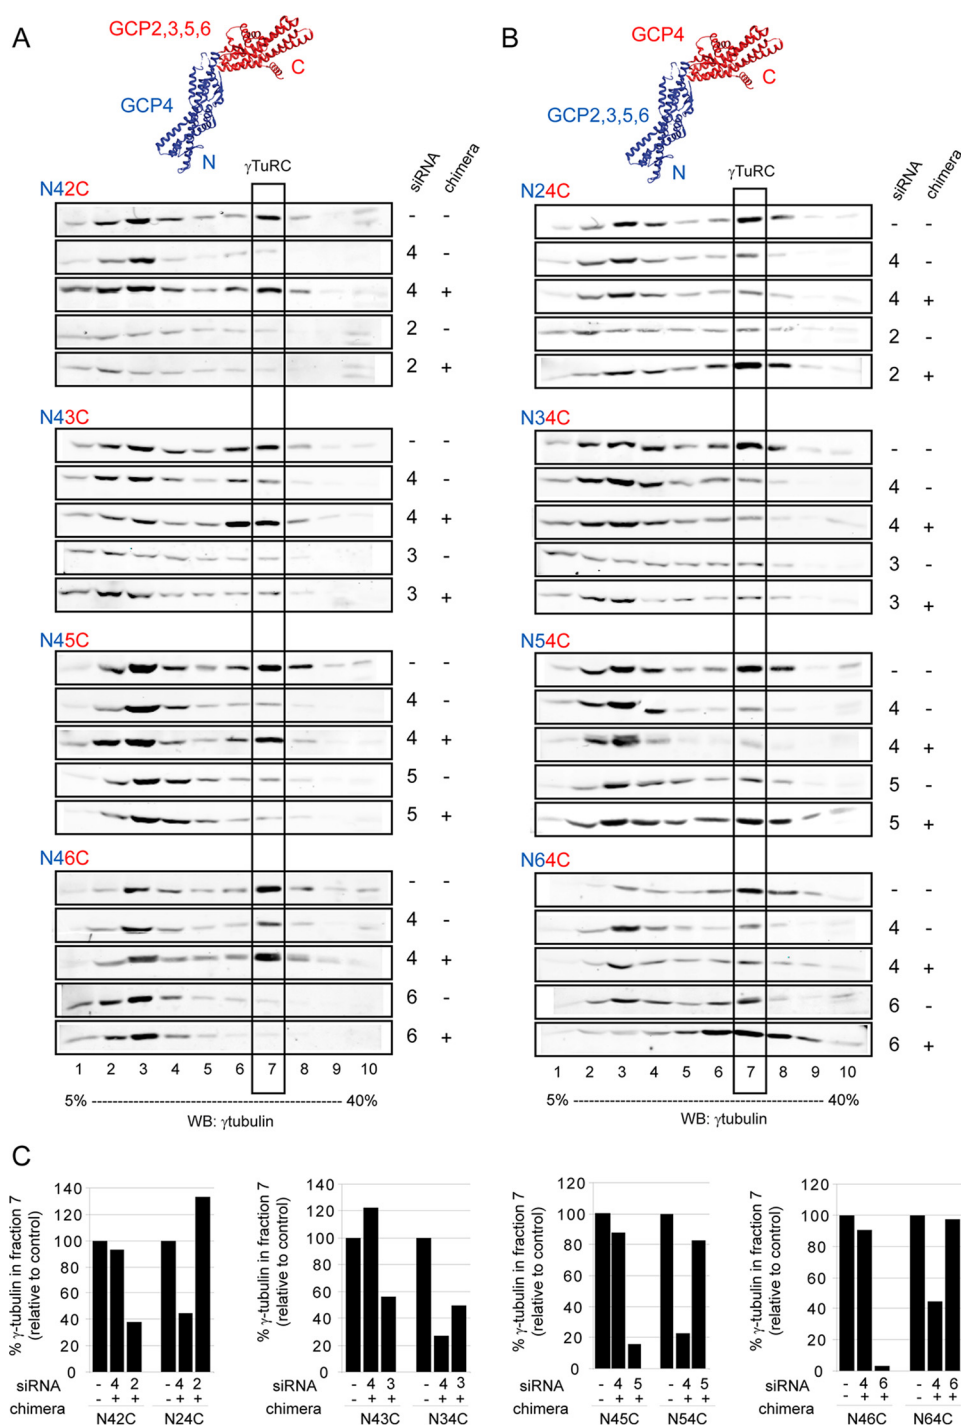 A
GCP2,3,5,6
C
GCP4
N
γTuRC
siRNA
chimera
N42C
- -
4 -
4 +
2 -
2 +
N43C
- -
4 -
4 +
3 -
3 +
N45C
- -
4 -
4 +
5 -
5 +
N46C
- -
4 -
4 +
6 -
6 +
1 2 3 4 5 6 7 8 9 10
5% ------------------------------------------- 40%
WB: γtubulin
B
GCP4
C
GCP2,3,5,6
N
γTuRC
siRNA
chimera
N24C
- -
4 -
4 +
2 -
2 +
N34C
- -
4 -
4 +
3 -
3 +
N54C
- -
4 -
4 +
5 -
5 +
N64C
- -
4 -
4 +
6 -
6 +
1 2 3 4 5 6 7 8 9 10
5% ------------------------------------------- 40%
WB: γtubulin
C
% γ-tubulin in fraction 7
(relative to control)
140
120
100
80
60
40
20
0
siRNA - 4 2 - 4 2
chimera - + + - + +
N42C N24C
% γ-tubulin in fraction 7
(relative to control)
140
120
100
80
60
40
20
0
- 4 3 - 4 3
- + + - + +
N43C N34C
% γ-tubulin in fraction 7
(relative to control)
120
100
80
60
40
20
0
siRNA - 4 5 - 4 5
chimera - + + - + +
N45C N54C
% γ-tubulin in fraction 7
(relative to control)
120
100
80
60
40
20
0
- 4 6 - 4 6
- + + - + +
N46C N64C